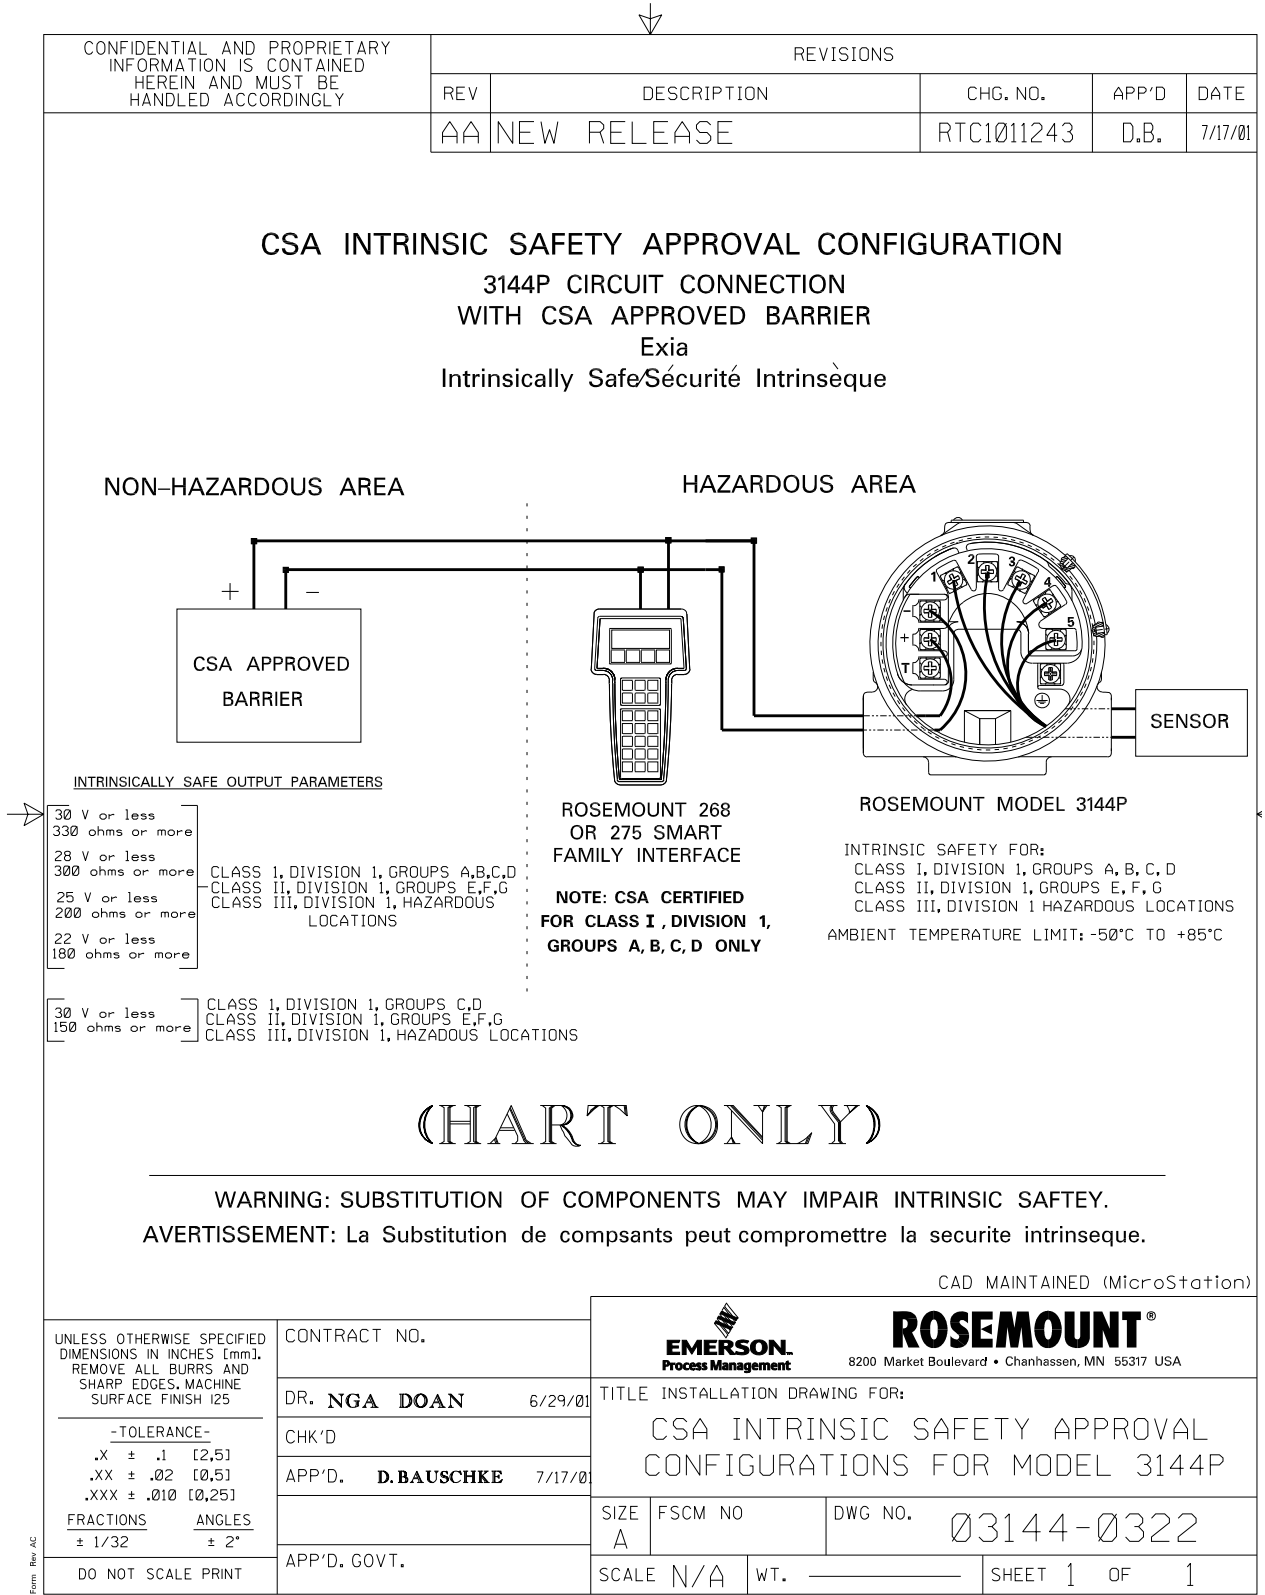 CONFIDENTIAL AND PROPRIETARY
INFORMATION IS CONTAINED
HEREIN AND MUST BE
HANDLED ACCORDINGLY
REVISIONS
REV DESCRIPTION CHG. NO. APP'D DATE
AA NEW RELEASE RTC1011243 D.B. 7/17/01
CSA INTRINSIC SAFETY APPROVAL CONFIGURATION
3144P CIRCUIT CONNECTION
WITH CSA APPROVED BARRIER
Exia
Intrinsically Safe/Sécurité Intrinsèque
NON-HAZARDOUS AREA
HAZARDOUS AREA
+ -
CSA APPROVED
BARRIER
1 2 3 4 5
-
+
T
SENSOR
INTRINSICALLY SAFE OUTPUT PARAMETERS
30 V or less
330 ohms or more
28 V or less
300 ohms or more
25 V or less
200 ohms or more
22 V or less
180 ohms or more
CLASS 1, DIVISION 1, GROUPS A,B,C,D
CLASS II, DIVISION 1, GROUPS E,F,G
CLASS III, DIVISION 1, HAZARDOUS
LOCATIONS
30 V or less
150 ohms or more
CLASS 1, DIVISION 1, GROUPS C,D
CLASS II, DIVISION 1, GROUPS E,F,G
CLASS III, DIVISION 1, HAZADOUS LOCATIONS
ROSEMOUNT 268
OR 275 SMART
FAMILY INTERFACE
NOTE: CSA CERTIFIED
FOR CLASS I , DIVISION 1,
GROUPS A, B, C, D ONLY
ROSEMOUNT MODEL 3144P
INTRINSIC SAFETY FOR:
CLASS I, DIVISION 1, GROUPS A, B, C, D
CLASS II, DIVISION 1, GROUPS E, F, G
CLASS III, DIVISION 1 HAZARDOUS LOCATIONS
AMBIENT TEMPERATURE LIMIT: -50°C TO +85°C
(HART ONLY)
WARNING: SUBSTITUTION OF COMPONENTS MAY IMPAIR INTRINSIC SAFTEY.
AVERTISSEMENT: La Substitution de compsants peut compromettre la securite intrinseque.
CAD MAINTAINED (MicroStation)
UNLESS OTHERWISE SPECIFIED
DIMENSIONS IN INCHES [mm].
REMOVE ALL BURRS AND
SHARP EDGES. MACHINE
SURFACE FINISH 125
-TOLERANCE-
.X ± .1 [2,5]
.XX ± .02 [0,5]
.XXX ± .010 [0,25]
FRACTIONS ANGLES
± 1/32 ± 2°
DO NOT SCALE PRINT
Form Rev AC
CONTRACT NO.
DR. NGA DOAN 6/29/01
CHK'D
APP'D. D. BAUSCHKE 7/17/01
APP'D. GOVT.
EMERSON.
Process Management
ROSEMOUNT®
8200 Market Boulevard • Chanhassen, MN 55317 USA
TITLE INSTALLATION DRAWING FOR:
CSA INTRINSIC SAFETY APPROVAL
CONFIGURATIONS FOR MODEL 3144P
SIZE A
FSCM NO
DWG NO. 03144-0322
SCALE N/A WT. SHEET 1 OF 1